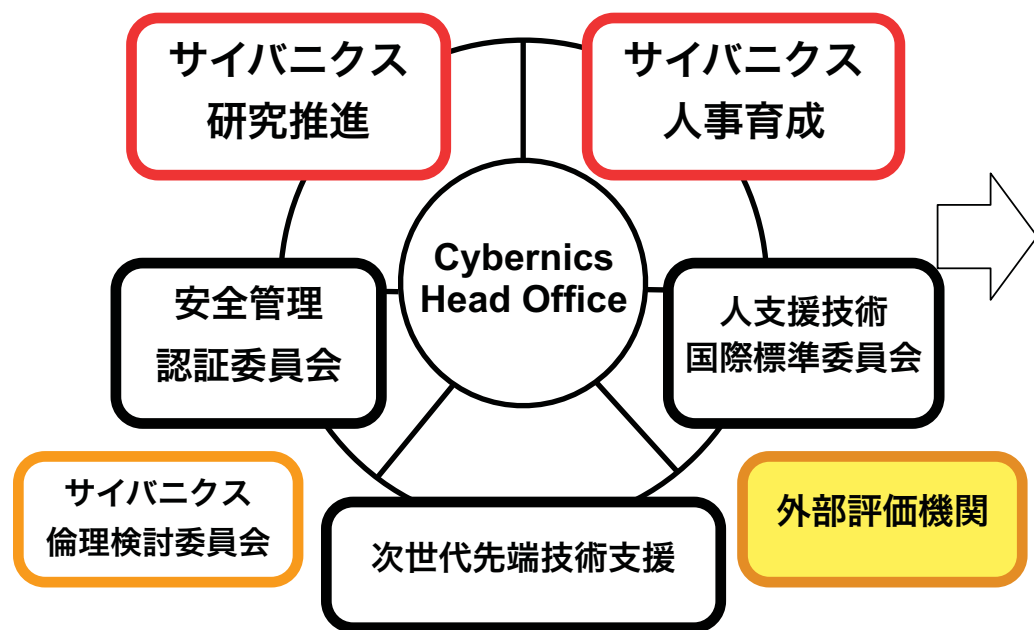 サイバニクス
研究推進
サイバニクス
人事育成
Cybernics
Head Office
安全管理
認証委員会
人支援技術
国際標準委員会
サイバニクス
倫理検討委員会
次世代先端技術支援
外部評価機関